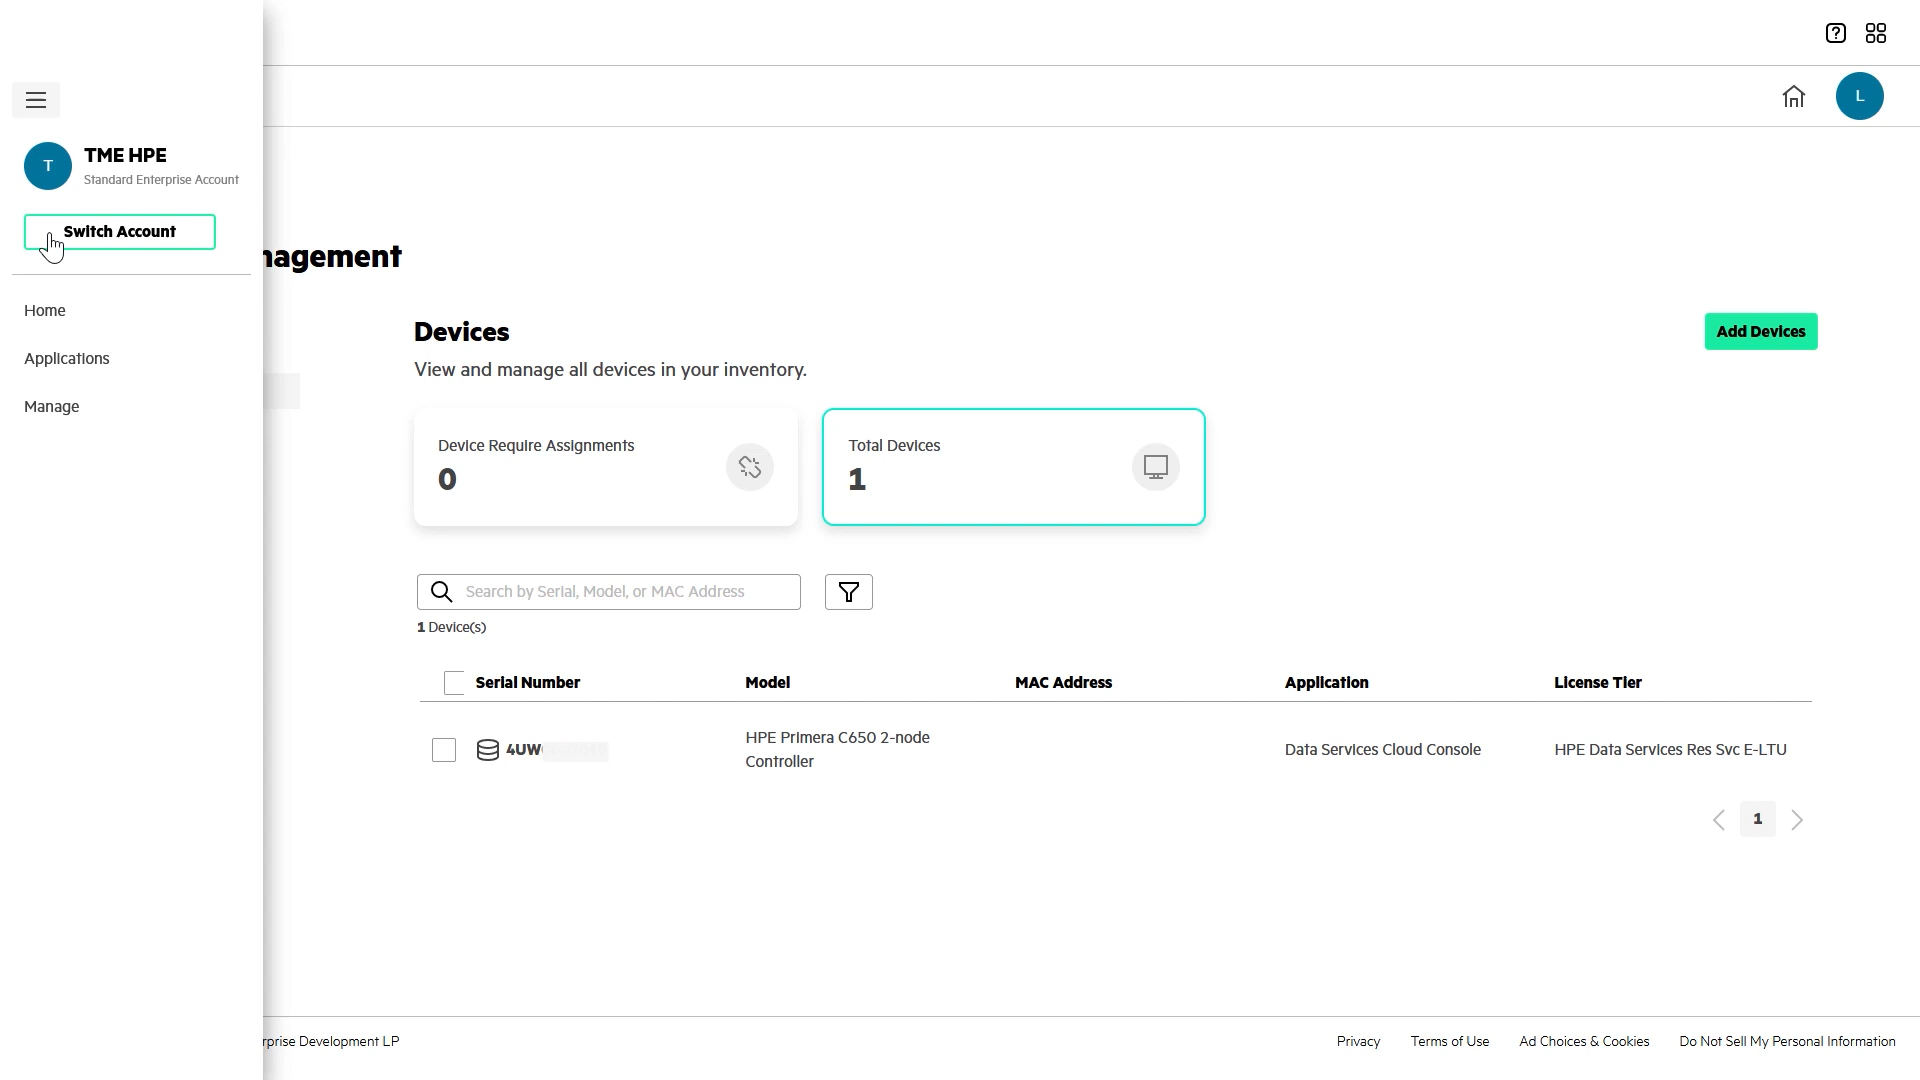 L
T
TME HPE
Standard Enterprise Account
Switch Account
nagement
Home
Applications
Manage
Devices
View and manage all devices in your inventory.
Add Devices
Device Require Assignments
0
Total Devices
1
Search by Serial, Model, or MAC Address
1 Device(s)
Serial Number Model MAC Address Application License Tier
4UW
HPE Primera C650 2-node
Controller
Data Services Cloud Console
HPE Data Services Res Svc E-LTU
1
rprise Development LP
Privacy Terms of Use Ad Choices & Cookies Do Not Sell My Personal Information